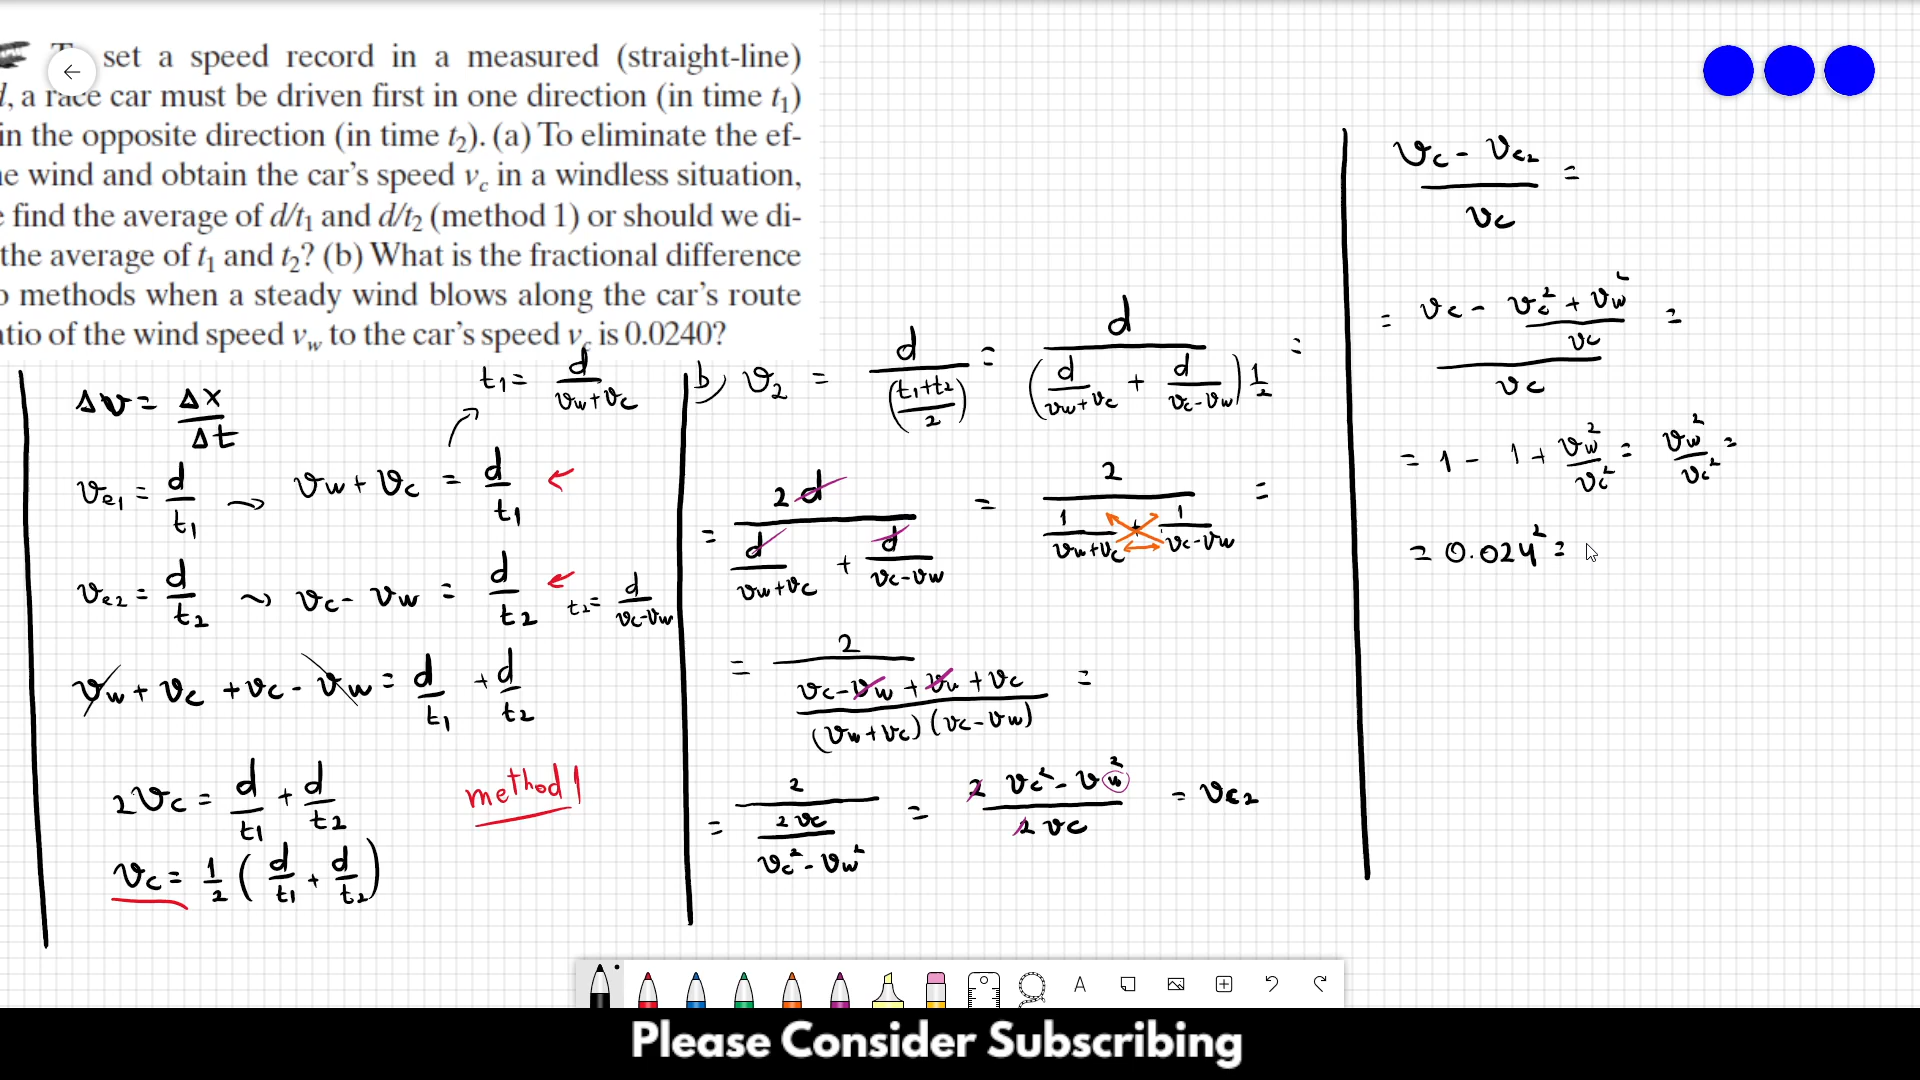 set a speed record in a measured (straight-line)
d, a race car must be driven first in one direction (in time t₁)
in the opposite direction (in time t₂). (a) To eliminate the ef-
e wind and obtain the car's speed v_c in a windless situation,
e find the average of d/t₁ and d/t₂ (method 1) or should we di-
the average of t₁ and t₂? (b) What is the fractional difference
o methods when a steady wind blows along the car's route
atio of the wind speed v_w to the car's speed v_c is 0.0240?
Δv = Δx/Δt
t₁ = d/(vw+vc)
ve₁ = d/t₁ → vw + vc = d/t₁ ←
ve₂ = d/t₂ → vc - vw = d/t₂ ← t₂ = d/(vc-vw)
vw + vc + vc - vw = d/t₁ + d/t₂
2vc = d/t₁ + d/t₂
method 1
vc = 1/2 (d/t₁ + d/t₂)
b) v₂ = d/((t₁+t₂)/2) = d/((d/(vw+vc) + d/(vc-vw)) 1/2) =
= 2d/(d/(vw+vc) + d/(vc-vw)) = 2/(1/(vw+vc) + 1/(vc-vw)) =
= 2/((vc-vw+vw+vc)/((vw+vc)(vc-vw))) =
= 2/(2vc/(vc²-vw²)) = 2 vc²-vw²/2vc = vc₂
(vc - vc₂)/vc =
= (vc - (vc²+vw²)/vc)/vc =
= 1 - 1 + vw²/vc² = vw²/vc² =
= 0.024² =
A
Please Consider Subscribing